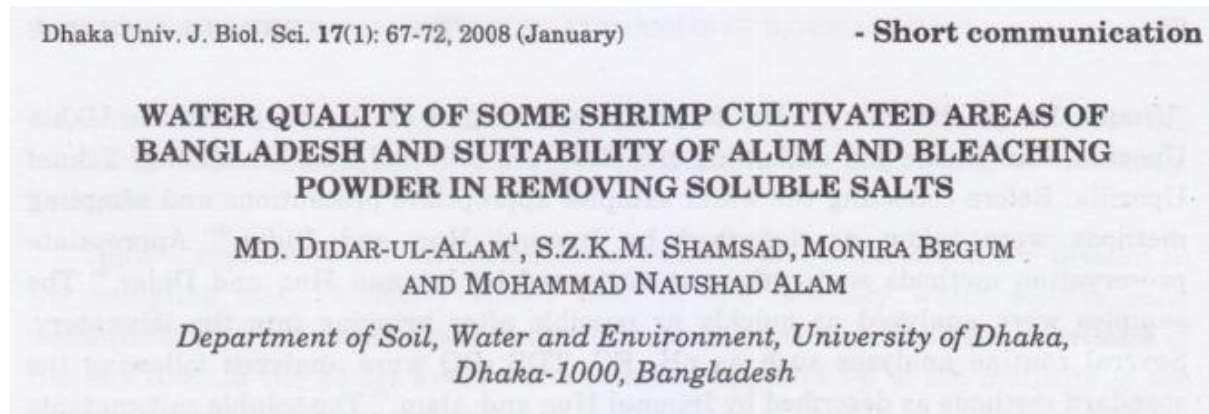 Dhaka Univ. J. Biol. Sci. 17(1): 67-72, 2008 (January) - Short communication
WATER QUALITY OF SOME SHRIMP CULTIVATED AREAS OF
BANGLADESH AND SUITABILITY OF ALUM AND BLEACHING
POWDER IN REMOVING SOLUBLE SALTS
MD. DIDAR-UL-ALAM¹, S.Z.K.M. SHAMSAD, MONIRA BEGUM
AND MOHAMMAD NAUSHAD ALAM
Department of Soil, Water and Environment, University of Dhaka,
Dhaka-1000, Bangladesh